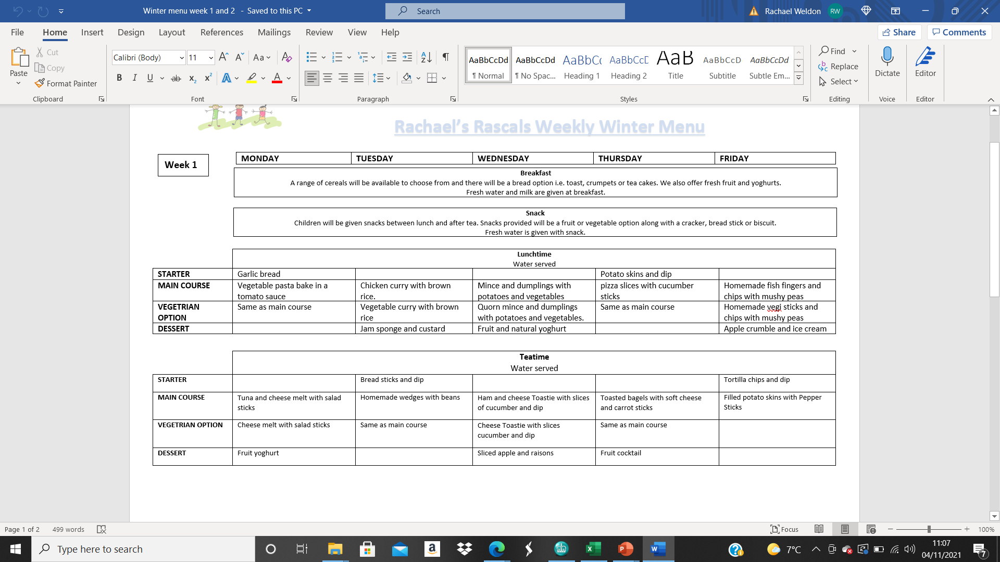 Winter menu week 1 and 2 - Saved to this PC
Search
Rachael Weldon RW
File Home Insert Design Layout References Mailings Review View Help
Share Comments
Paste
Cut
Copy
Format Painter
Clipboard
Calibri (Body) 11
Font
Paragraph
AaBbCcDd AaBbCcDd AaBbCc AaBbCcD AaB AaBbCcD AaBbCcDd
¶ Normal ¶ No Spac... Heading 1 Heading 2 Title Subtitle Subtle Em...
Styles
Find
Replace
Select
Editing
Dictate
Voice
Editor
Editor
Rachael's Rascals Weekly Winter Menu
Week 1
MONDAY TUESDAY WEDNESDAY THURSDAY FRIDAY
Breakfast
A range of cereals will be available to choose from and there will be a bread option i.e. toast, crumpets or tea cakes. We also offer fresh fruit and yoghurts.
Fresh water and milk are given at breakfast.
Snack
Children will be given snacks between lunch and after tea. Snacks provided will be a fruit or vegetable option along with a cracker, bread stick or biscuit.
Fresh water is given with snack.
Lunchtime
Water served
STARTER Garlic bread Potato skins and dip
MAIN COURSE Vegetable pasta bake in a Chicken curry with brown Mince and dumplings with pizza slices with cucumber Homemade fish fingers and
tomato sauce rice. potatoes and vegetables sticks chips with mushy peas
VEGETRIAN Same as main course Vegetable curry with brown Quorn mince and dumplings Same as main course Homemade vegi sticks and
OPTION rice with potatoes and vegetables. chips with mushy peas
DESSERT Jam sponge and custard Fruit and natural yoghurt Apple crumble and ice cream
Teatime
Water served
STARTER Bread sticks and dip Tortilla chips and dip
MAIN COURSE Tuna and cheese melt with salad Homemade wedges with beans Ham and cheese Toastie with slices Toasted bagels with soft cheese Filled potato skins with Pepper
sticks of cucumber and dip and carrot sticks Sticks
VEGETRIAN OPTION Cheese melt with salad sticks Same as main course Cheese Toastie with slices Same as main course
cucumber and dip
DESSERT Fruit yoghurt Sliced apple and raisons Fruit cocktail
Page 1 of 2 499 words
Focus 100%
Type here to search
7°C
11:07
04/11/2021
7